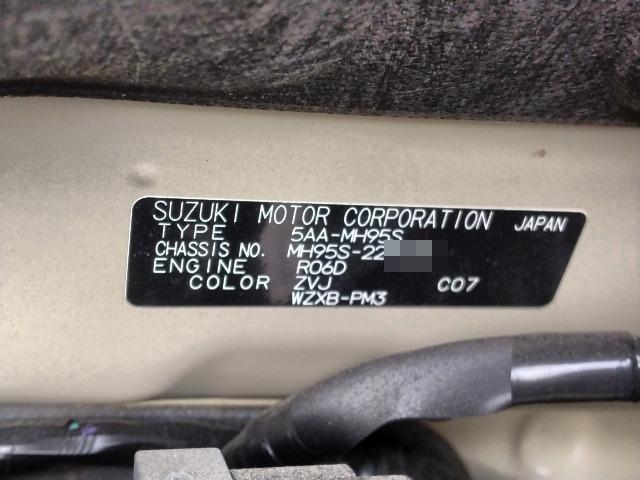 SUZUKI MOTOR CORPORATION JAPAN
TYPE 5AA-MH95S
CHASSIS NO. MH95S-22
ENGINE R06D
COLOR ZVJ C07
WZXB-PM3